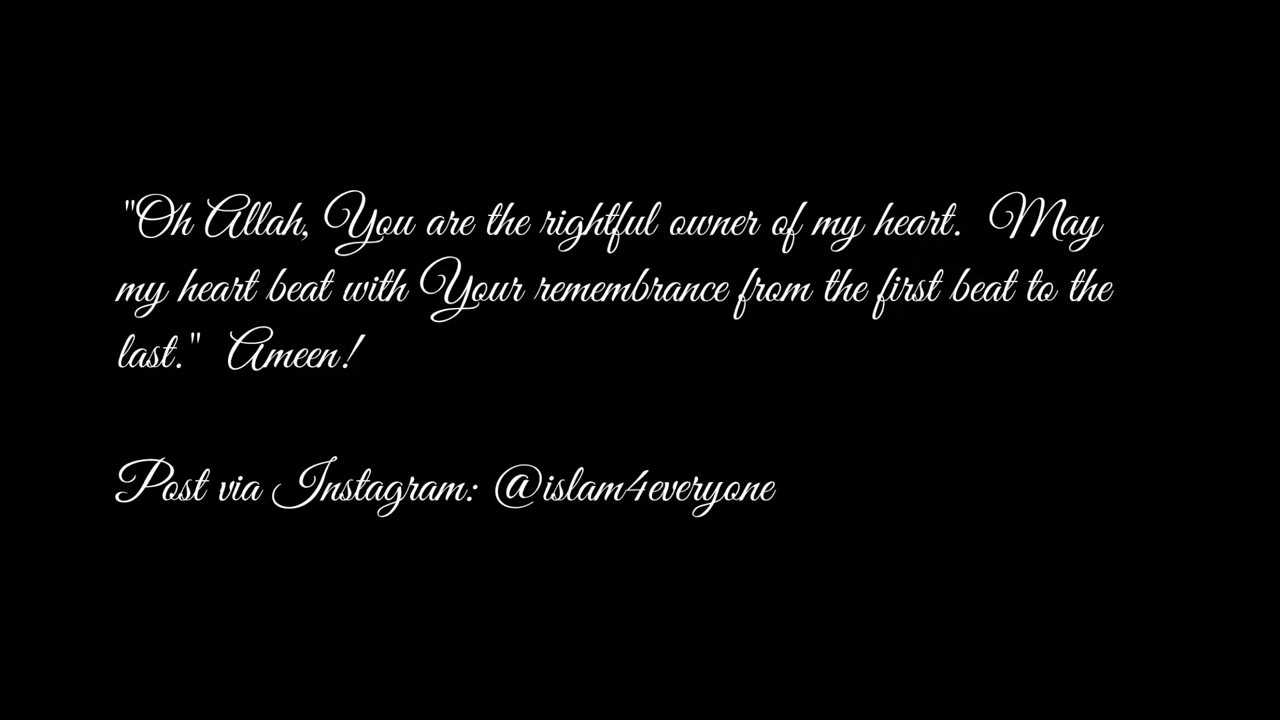 "Oh Allah, You are the rightful owner of my heart.  May
my heart beat with Your remembrance from the first beat to the
last."  Ameen!
Post via Instagram: @islam4everyone